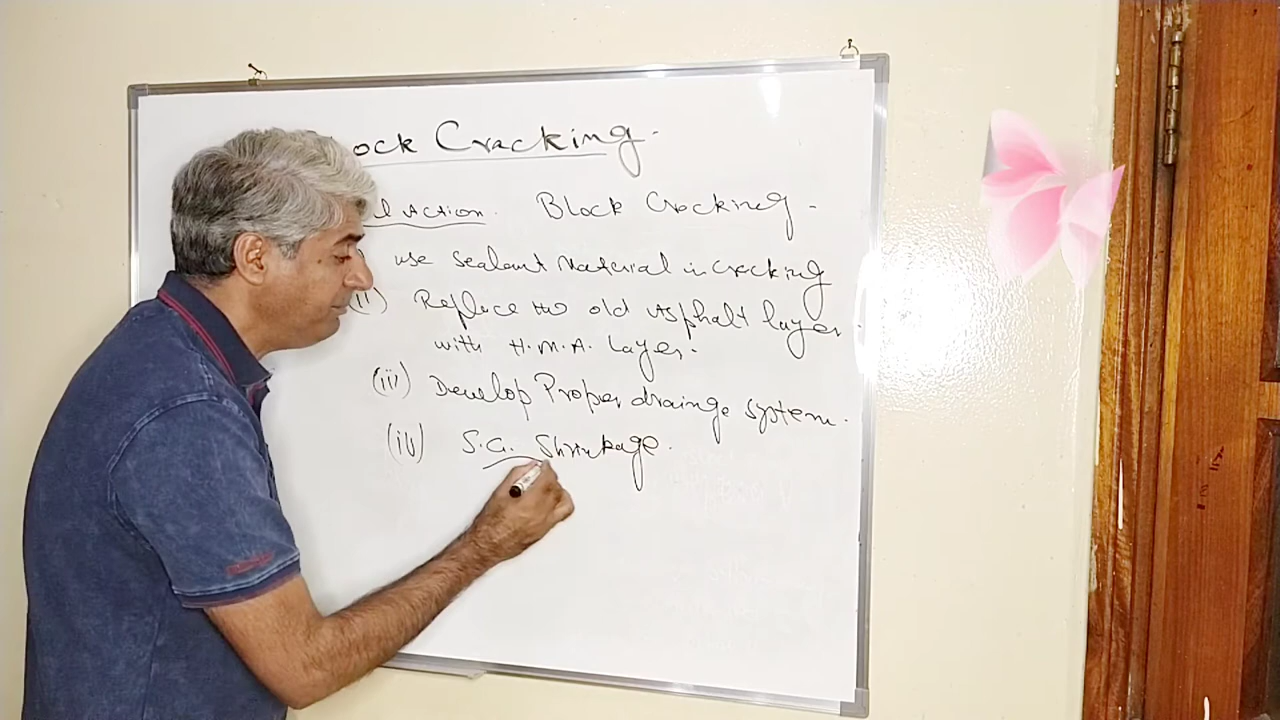 ock Cracking.
l Action. Block Cracking.
use Sealant Material in cracking
(ii) Replace the old Asphalt layer
with H.M.A. Layer.
(iii) Develop Proper drainge system.
(iv) S.G. Shrinkage.